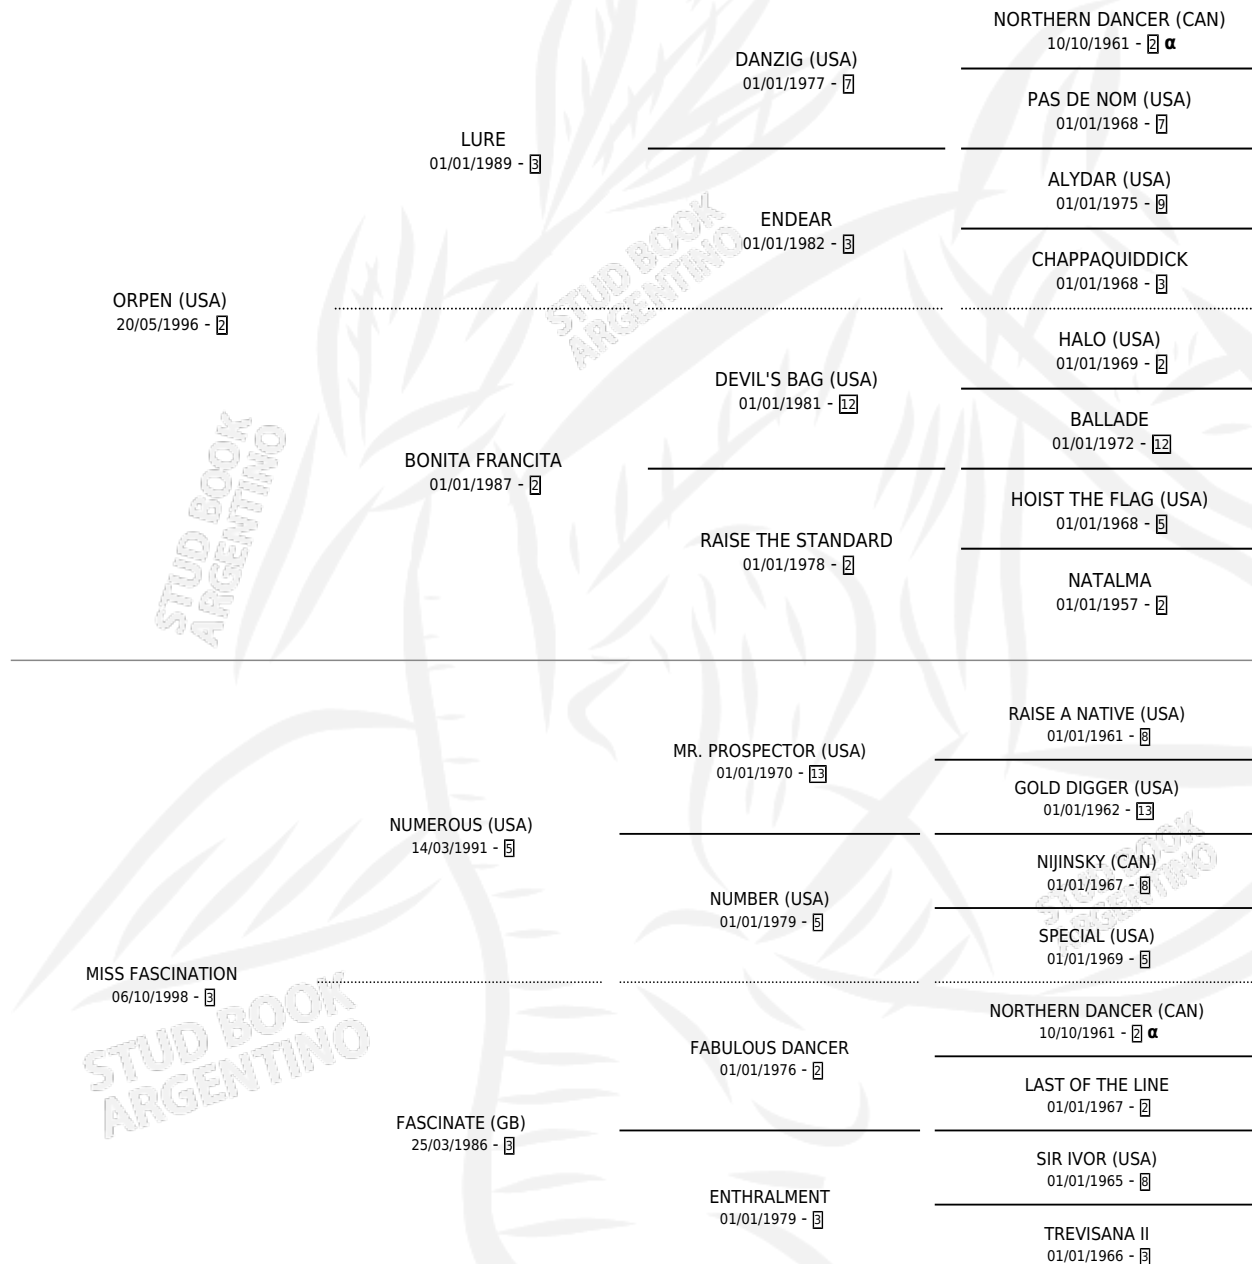 NORTHERN DANCER (CAN)
10/10/1961 - 2 α
DANZIG (USA)
01/01/1977 - 7
PAS DE NOM (USA)
01/01/1968 - 7
LURE
01/01/1989 - 3
ALYDAR (USA)
01/01/1975 - 9
ENDEAR
01/01/1982 - 3
CHAPPAQUIDDICK
01/01/1968 - 3
ORPEN (USA)
20/05/1996 - 2
HALO (USA)
01/01/1969 - 2
DEVIL'S BAG (USA)
01/01/1981 - 12
BALLADE
01/01/1972 - 12
BONITA FRANCITA
01/01/1987 - 2
HOIST THE FLAG (USA)
01/01/1968 - 5
RAISE THE STANDARD
01/01/1978 - 2
NATALMA
01/01/1957 - 2
RAISE A NATIVE (USA)
01/01/1961 - 8
MR. PROSPECTOR (USA)
01/01/1970 - 13
GOLD DIGGER (USA)
01/01/1962 - 13
NUMEROUS (USA)
14/03/1991 - 5
NIJINSKY (CAN)
01/01/1967 - 8
NUMBER (USA)
01/01/1979 - 5
SPECIAL (USA)
01/01/1969 - 5
MISS FASCINATION
06/10/1998 - 3
NORTHERN DANCER (CAN)
10/10/1961 - 2 α
FABULOUS DANCER
01/01/1976 - 2
LAST OF THE LINE
01/01/1967 - 2
FASCINATE (GB)
25/03/1986 - 3
SIR IVOR (USA)
01/01/1965 - 8
ENTHRALMENT
01/01/1979 - 3
TREVISANA II
01/01/1966 - 3
STUD BOOK
ARGENTINO
STUD BOOK
ARGENTINO
STUD BOOK
ARGENTINO
STUD BOOK
ARGENTINO